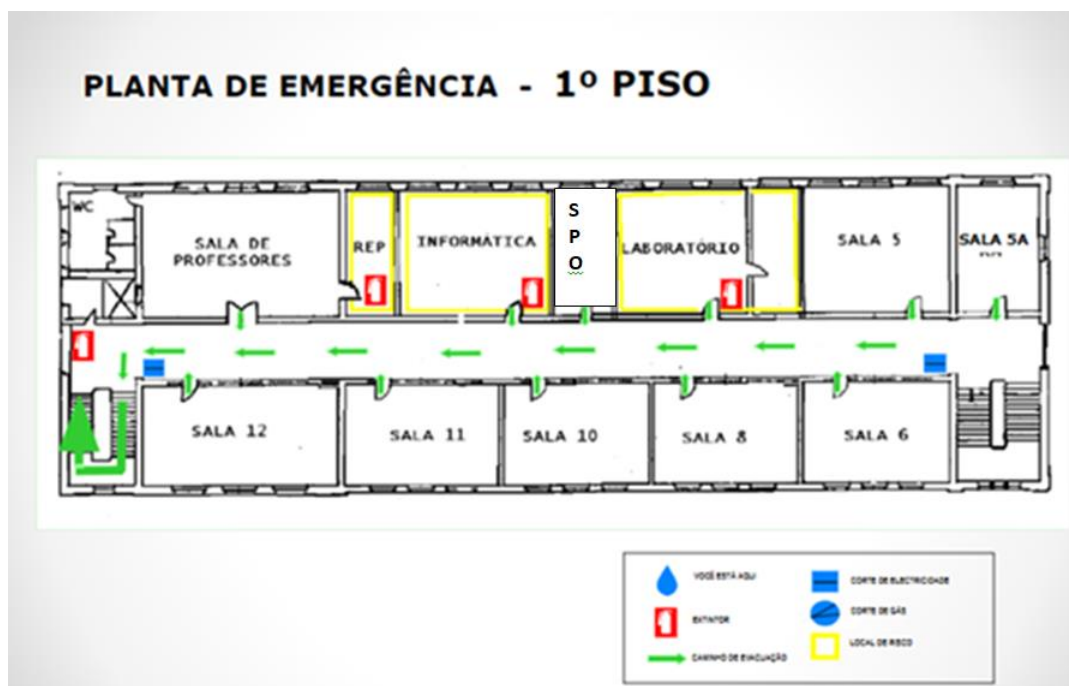 PLANTA DE EMERGÊNCIA - 1º PISO
WC
SALA DE
PROFESSORES
REP
INFORMÁTICA
S
P
O
LABORATÓRIO
SALA 5
SALA 5A
SALA 12
SALA 11
SALA 10
SALA 8
SALA 6
VOCÊ ESTÁ AQUI
EXTINTOR
CAMINHO DE EVACUAÇÃO
CORTE DE ELECTRICIDADE
CORTE DE GÁS
LOCAL DE RISCO